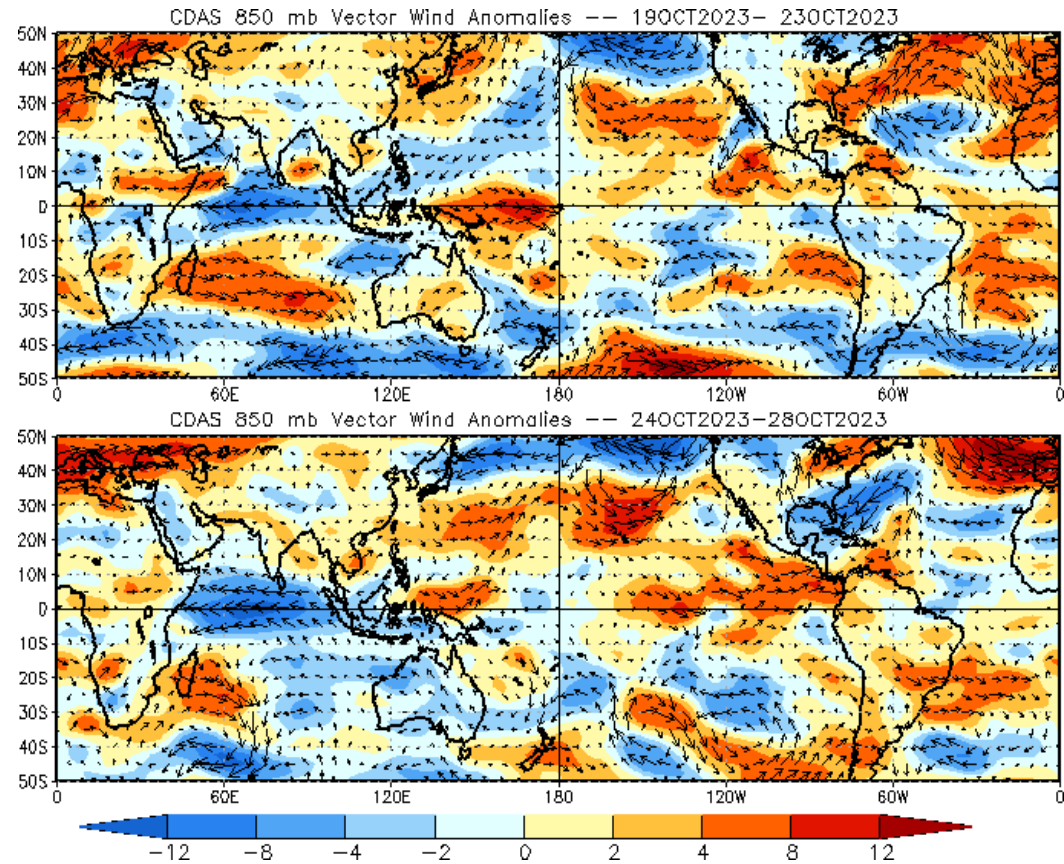 CDAS 850 mb Vector Wind Anomalies -- 19OCT2023- 23OCT2023
50N
40N
30N
20N
10N
0
10S
20S
30S
40S
50S
0 60E 120E 180 120W 60W 0
CDAS 850 mb Vector Wind Anomalies -- 24OCT2023-28OCT2023
50N
40N
30N
20N
10N
0
10S
20S
30S
40S
50S
0 60E 120E 180 120W 60W 0
-12 -8 -4 -2 0 2 4 8 12